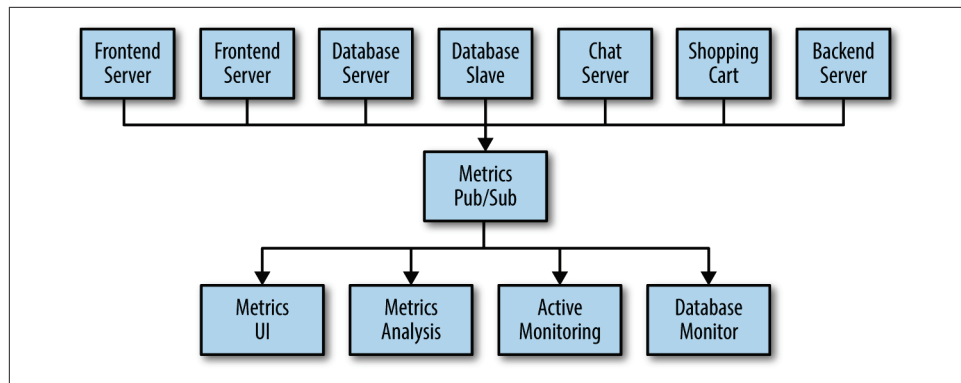 Frontend Server
Frontend Server
Database Server
Database Slave
Chat Server
Shopping Cart
Backend Server
Metrics Pub/Sub
Metrics UI
Metrics Analysis
Active Monitoring
Database Monitor